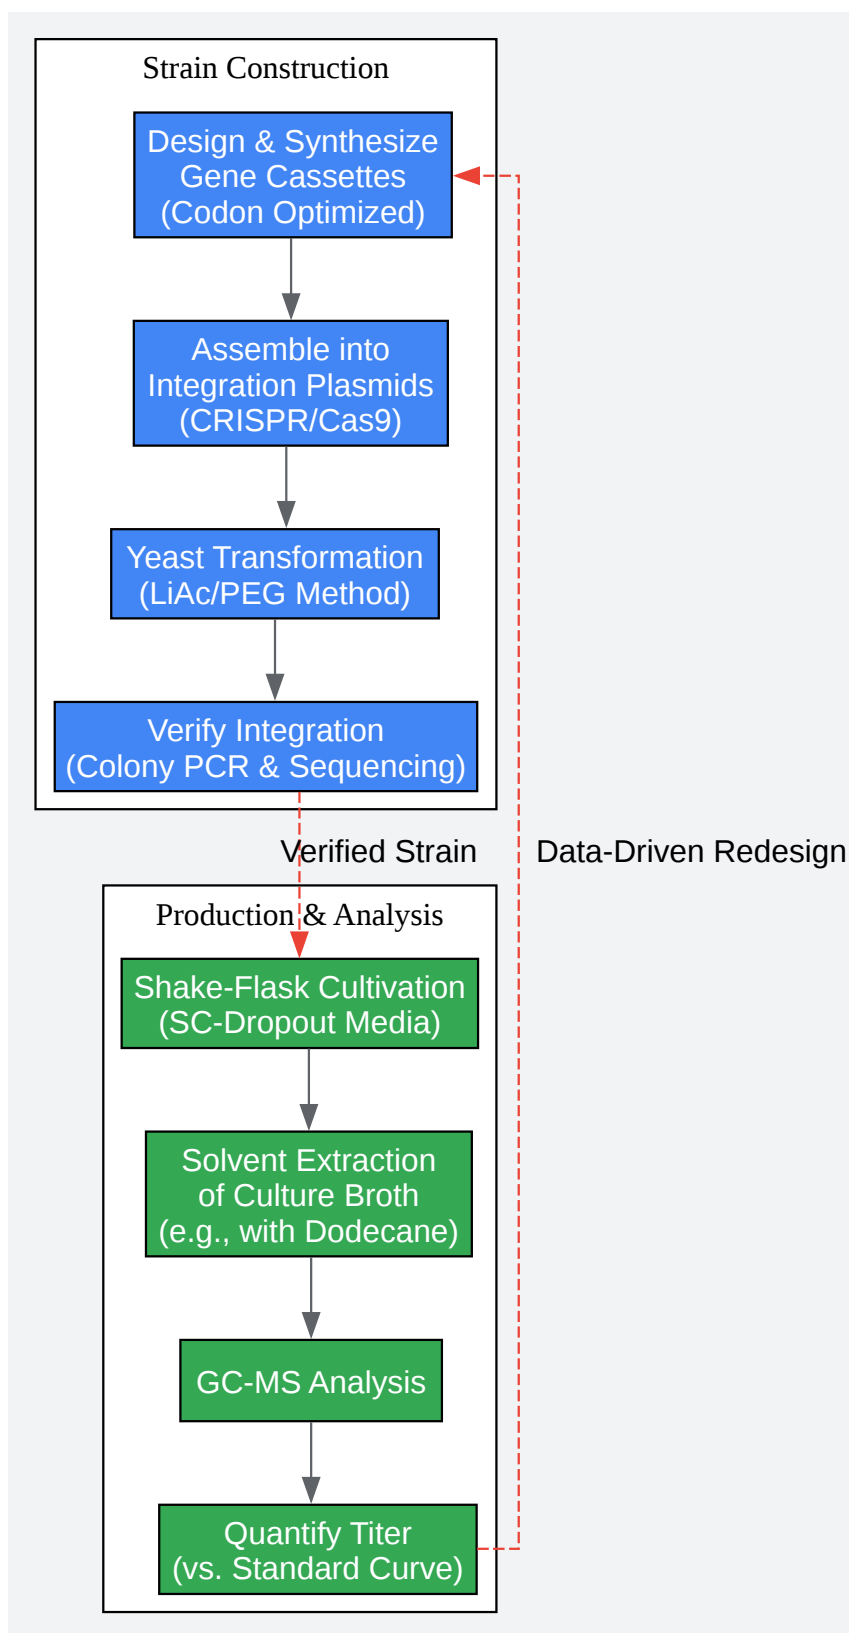 Strain Construction
Design & Synthesize
Gene Cassettes
(Codon Optimized)
Assemble into
Integration Plasmids
(CRISPR/Cas9)
Yeast Transformation
(LiAc/PEG Method)
Verify Integration
(Colony PCR & Sequencing)
Verified Strain
Data-Driven Redesign
Production & Analysis
Shake-Flask Cultivation
(SC-Dropout Media)
Solvent Extraction
of Culture Broth
(e.g., with Dodecane)
GC-MS Analysis
Quantify Titer
(vs. Standard Curve)